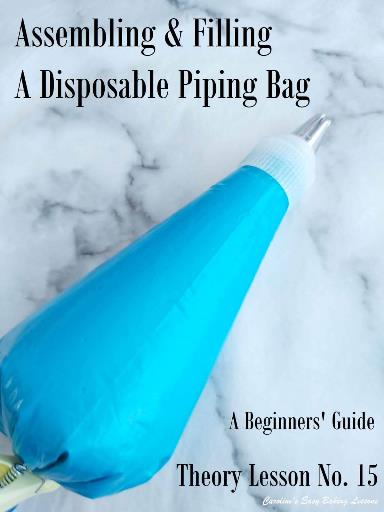 Assembling & Filling
A Disposable Piping Bag
A Beginners' Guide
Theory Lesson No. 15
Caroline's Easy Baking Lessons